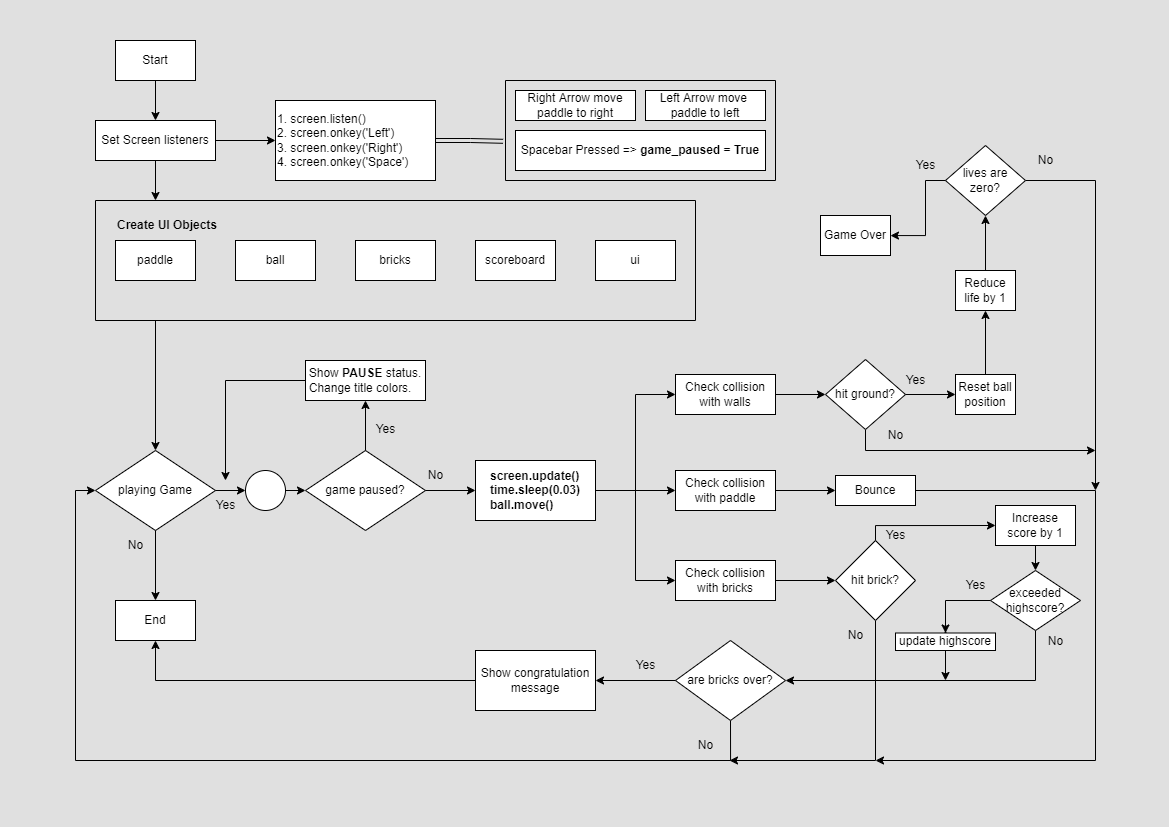 Start
Set Screen listeners
1. screen.listen()
2. screen.onkey('Left')
3. screen.onkey('Right')
4. screen.onkey('Space')
Right Arrow move
paddle to right
Left Arrow move
paddle to left
Spacebar Pressed => game_paused = True
Create UI Objects
paddle
ball
bricks
scoreboard
ui
lives are
zero?
Yes
No
Game Over
Reduce
life by 1
Show PAUSE status.
Change title colors.
Yes
Check collision
with walls
hit ground?
Yes
No
Reset ball
position
playing Game
Yes
No
game paused?
No
screen.update()
time.sleep(0.03)
ball.move()
Check collision
with paddle
Bounce
Check collision
with bricks
hit brick?
Yes
No
Increase
score by 1
exceeded
highscore?
Yes
No
update highscore
End
Show congratulation
message
Yes
are bricks over?
No